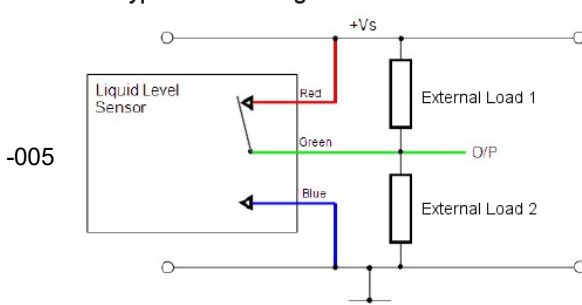 +Vs
Liquid Level
Sensor
Red
External Load 1
-005
Green
O/P
Blue
External Load 2